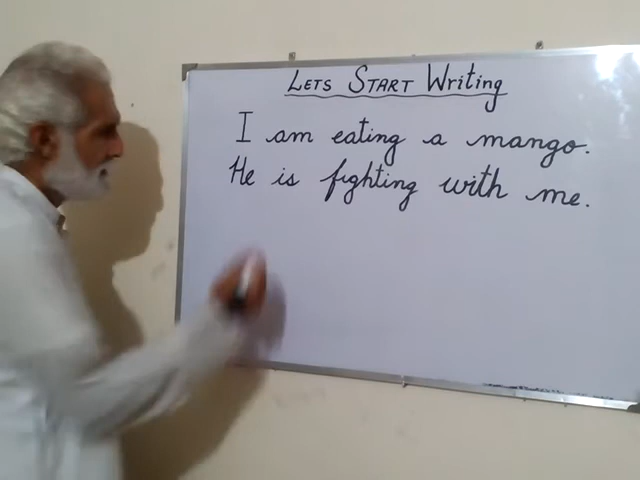 LETS START Writing
I am eating a mango.
He is fighting with me.